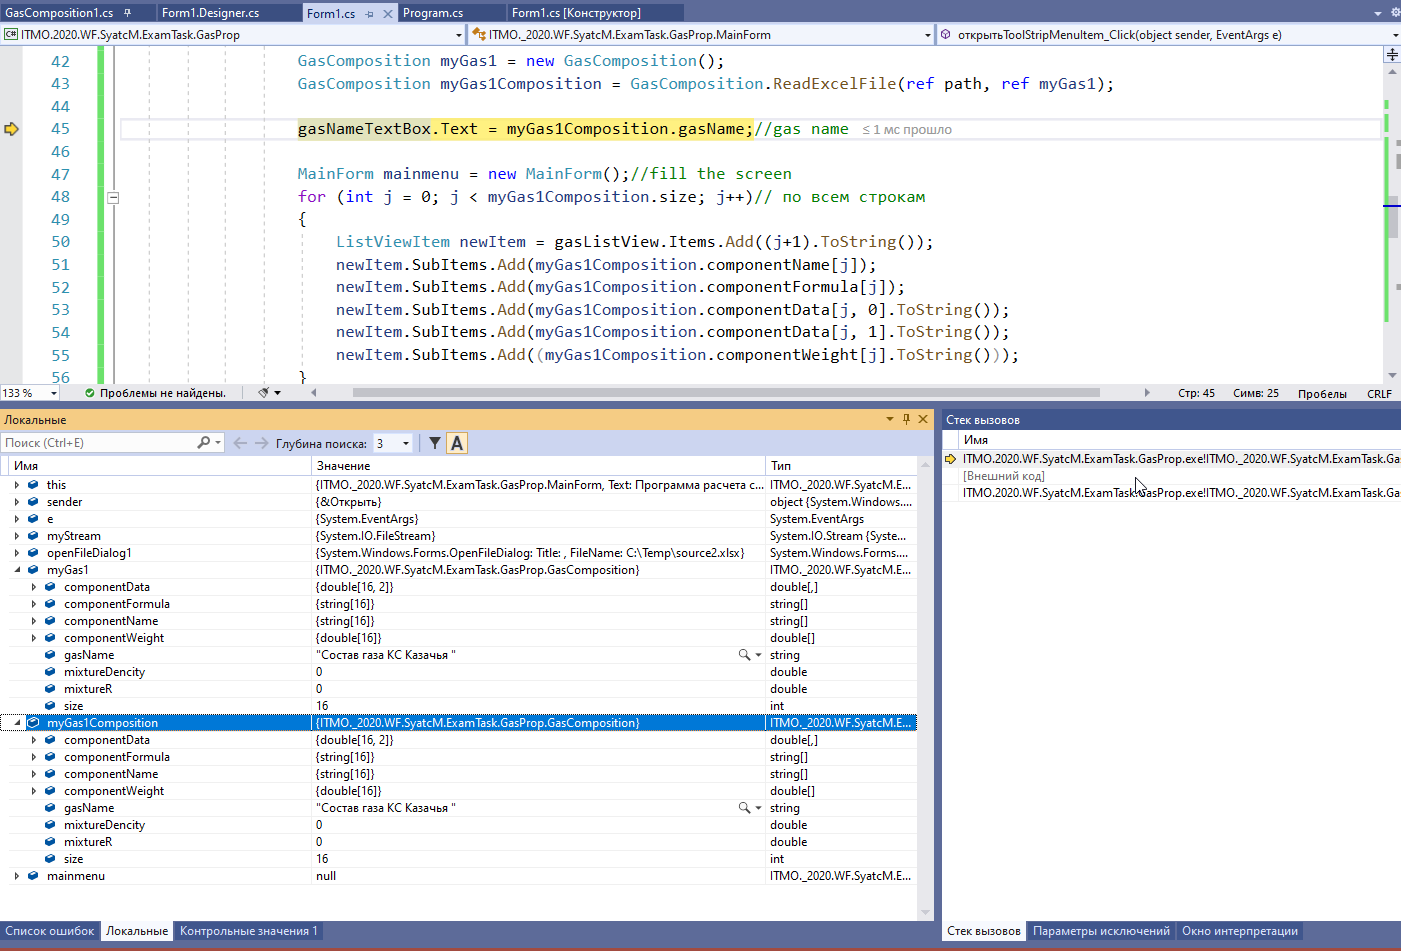 GasComposition1.cs Form1.Designer.cs Form1.cs Program.cs Form1.cs [Конструктор]
C# ITMO.2020.WF.SyatcM.ExamTask.GasProp ITMO._2020.WF.SyatcM.ExamTask.GasProp.MainForm открытьToolStripMenuItem_Click(object sender, EventArgs e)
42 GasComposition myGas1 = new GasComposition();
43 GasComposition myGas1Composition = GasComposition.ReadExcelFile(ref path, ref myGas1);
44
45 gasNameTextBox.Text = myGas1Composition.gasName;//gas name ≤ 1 мс прошло
46
47 MainForm mainmenu = new MainForm();//fill the screen
48 for (int j = 0; j < myGas1Composition.size; j++)// по всем строкам
49 {
50 ListViewItem newItem = gasListView.Items.Add((j+1).ToString());
51 newItem.SubItems.Add(myGas1Composition.componentName[j]);
52 newItem.SubItems.Add(myGas1Composition.componentFormula[j]);
53 newItem.SubItems.Add(myGas1Composition.componentData[j, 0].ToString());
54 newItem.SubItems.Add(myGas1Composition.componentData[j, 1].ToString());
55 newItem.SubItems.Add((myGas1Composition.componentWeight[j].ToString()));
56 }
133 % Проблемы не найдены. Стр: 45 Симв: 25 Пробелы CRLF
Локальные
Поиск (Ctrl+E) Глубина поиска: 3 A
Имя Значение Тип
this {ITMO._2020.WF.SyatcM.ExamTask.GasProp.MainForm, Text: Программа расчета с... ITMO._2020.WF.SyatcM.E...
sender {&Открыть} object {System.Windows....
e {System.EventArgs} System.EventArgs
myStream {System.IO.FileStream} System.IO.Stream {Syste...
openFileDialog1 {System.Windows.Forms.OpenFileDialog: Title: , FileName: C:\Temp\source2.xlsx} System.Windows.Forms....
myGas1 {ITMO._2020.WF.SyatcM.ExamTask.GasProp.GasComposition} ITMO._2020.WF.SyatcM.E...
componentData {double[16, 2]} double[,]
componentFormula {string[16]} string[]
componentName {string[16]} string[]
componentWeight {double[16]} double[]
gasName "Состав газа КС Казачья " string
mixtureDencity 0 double
mixtureR 0 double
size 16 int
myGas1Composition {ITMO._2020.WF.SyatcM.ExamTask.GasProp.GasComposition} ITMO._2020.WF.SyatcM.E...
componentData {double[16, 2]} double[,]
componentFormula {string[16]} string[]
componentName {string[16]} string[]
componentWeight {double[16]} double[]
gasName "Состав газа КС Казачья " string
mixtureDencity 0 double
mixtureR 0 double
size 16 int
mainmenu null ITMO._2020.WF.SyatcM.E...
Список ошибок Локальные Контрольные значения 1
Стек вызовов
Имя
ITMO.2020.WF.SyatcM.ExamTask.GasProp.exe!ITMO._2020.WF.SyatcM.ExamTask.Ga
[Внешний код]
ITMO.2020.WF.SyatcM.ExamTask.GasProp.exe!ITMO._2020.WF.SyatcM.ExamTask.Ga
Стек вызовов Параметры исключений Окно интерпретации